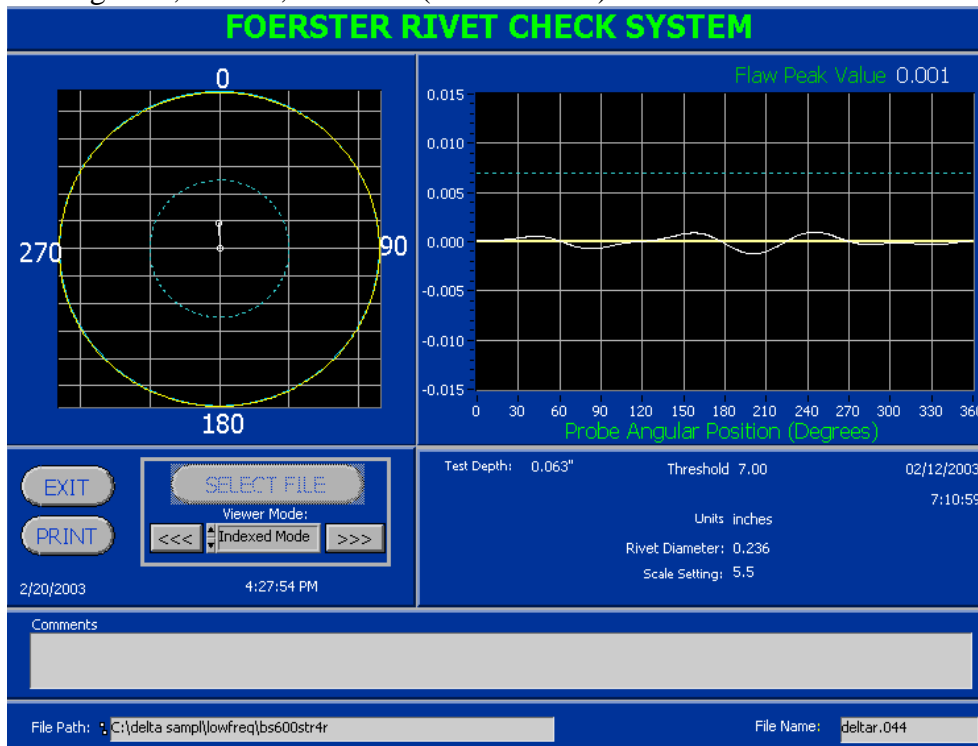 FOERSTER RIVET CHECK SYSTEM
0
270
90
180
Flaw Peak Value 0.001
0.015
0.010
0.005
0.000
-0.005
-0.010
-0.015
0 30 60 90 120 150 180 210 240 270 300 330 360
Probe Angular Position (Degrees)
EXIT
PRINT
SELECT FILE
Viewer Mode:
<<< Indexed Mode >>>
2/20/2003 4:27:54 PM
Test Depth: 0.063" Threshold 7.00 02/12/2003
7:10:59
Units inches
Rivet Diameter: 0.236
Scale Setting: 5.5
Comments
File Path: C:\delta sampl\lowfreq\bs600str4r
File Name: deltar.044